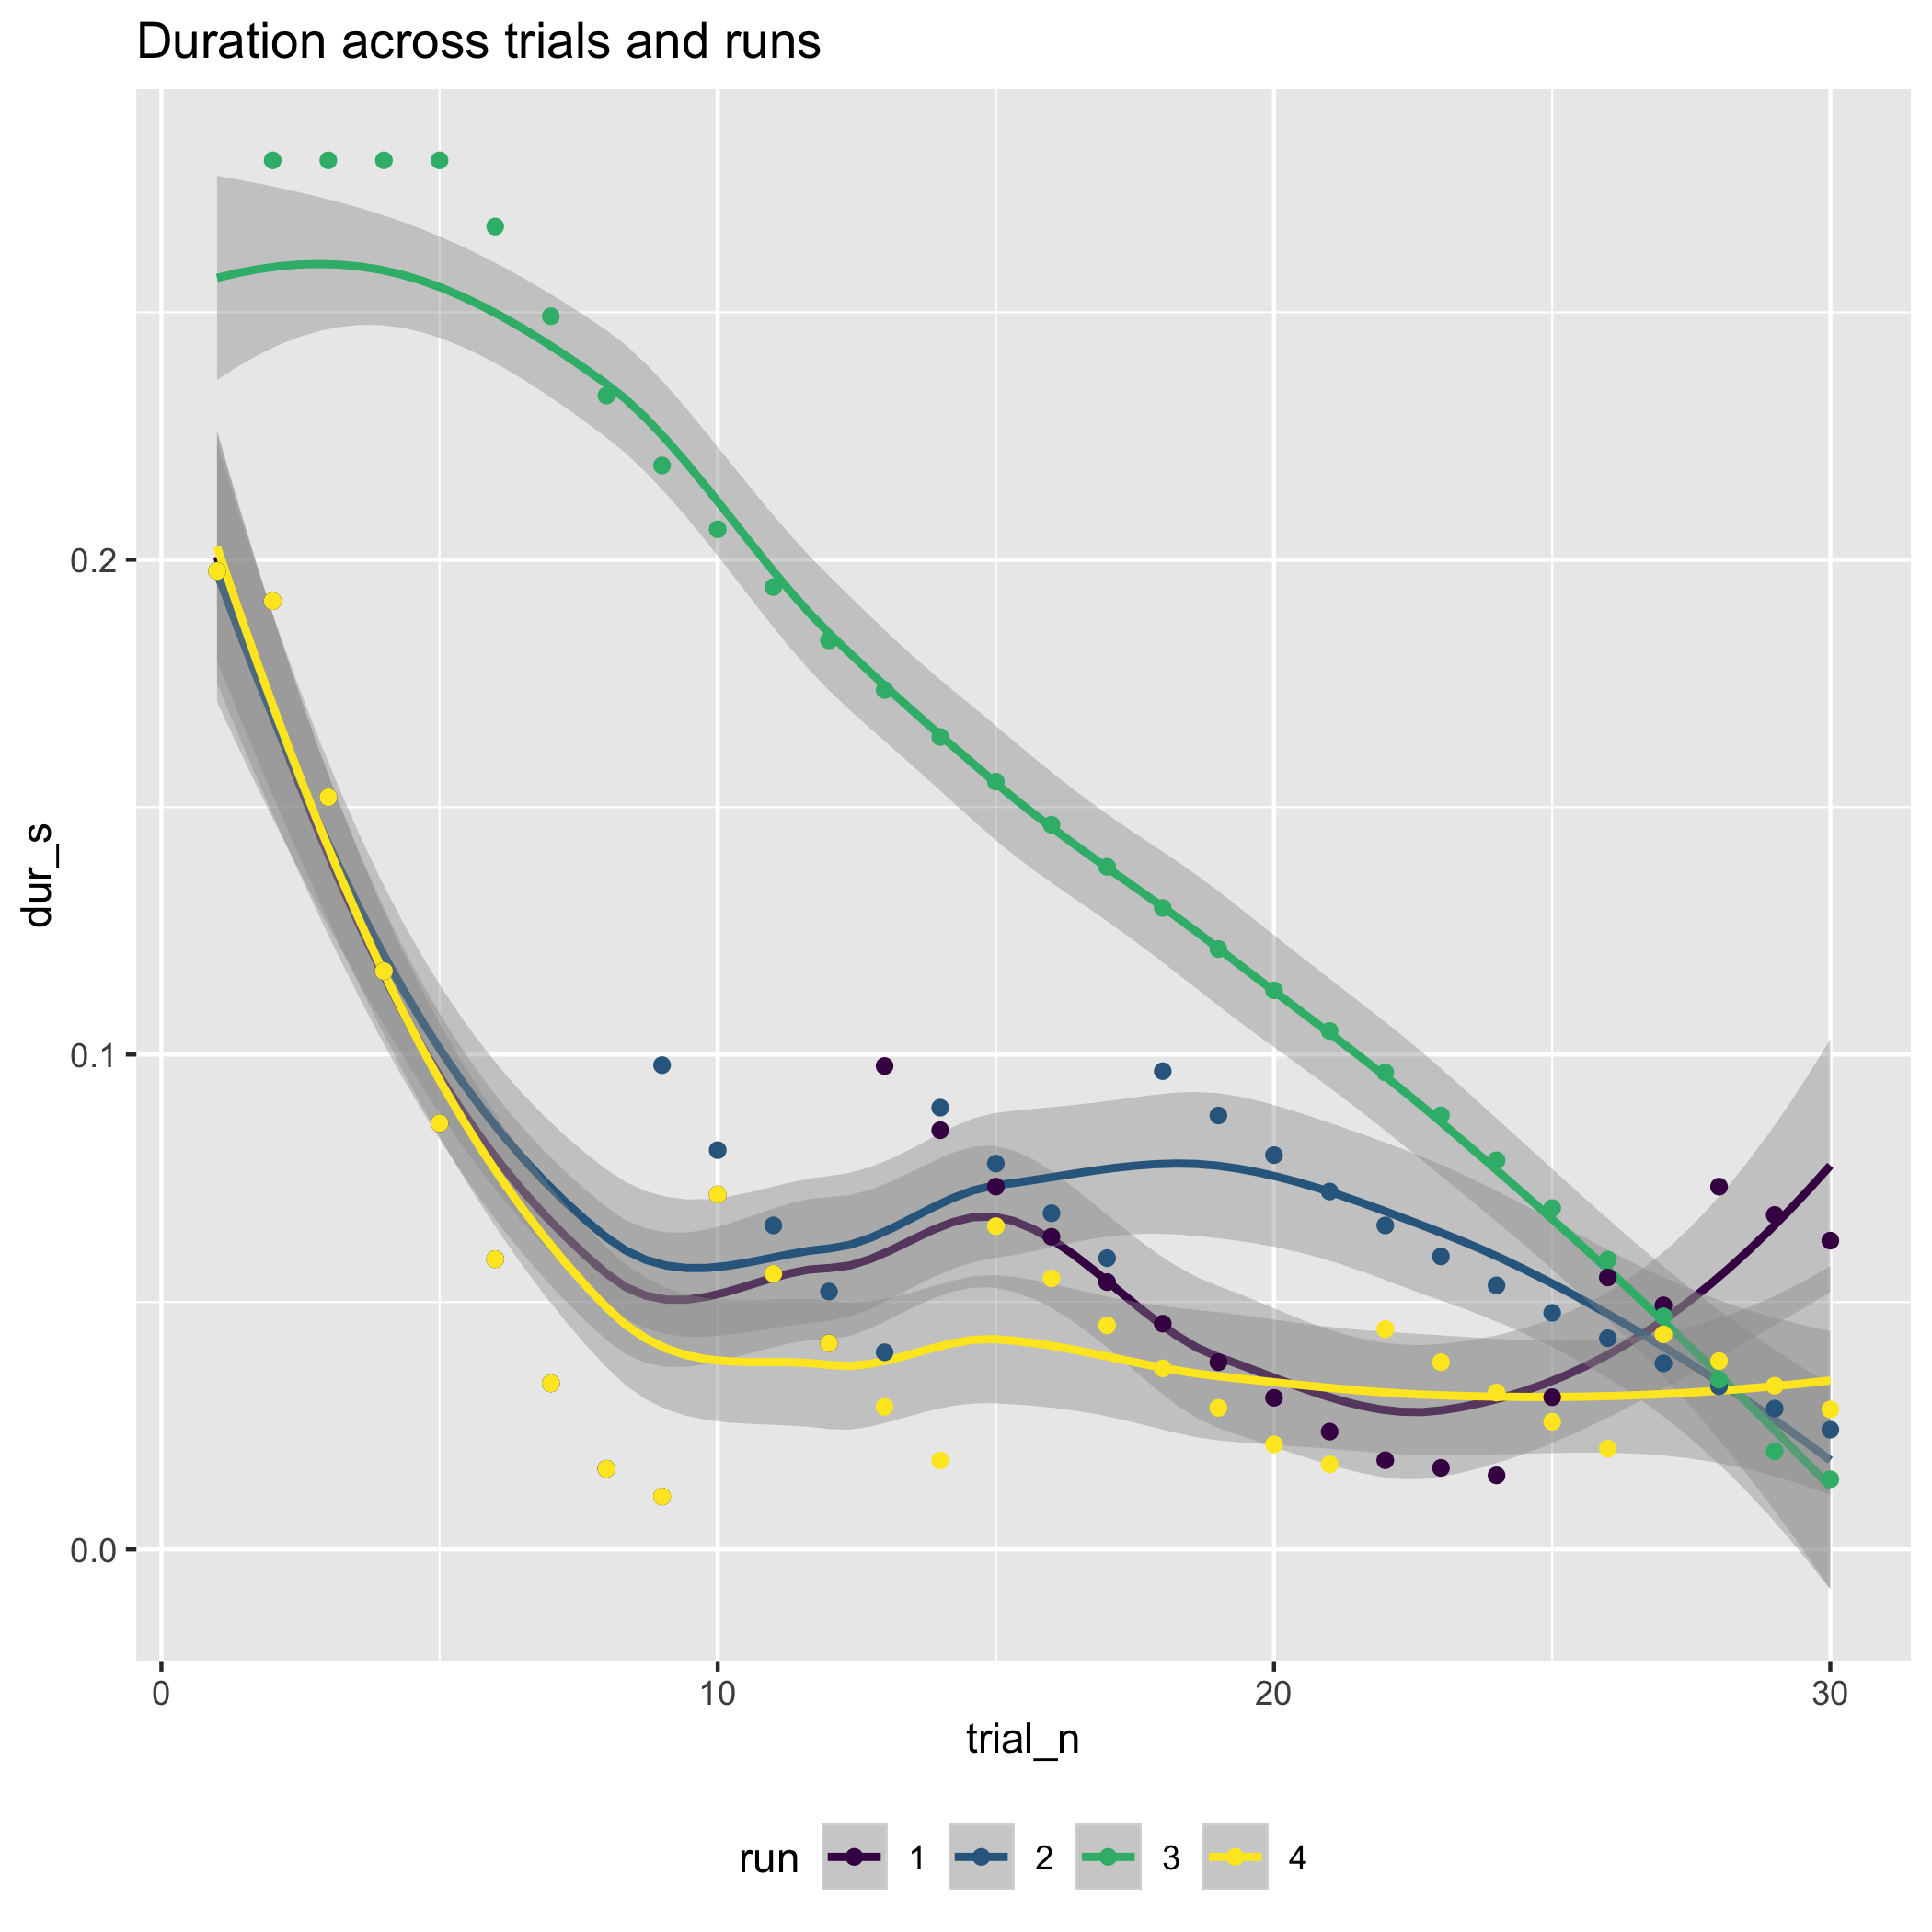 Duration across trials and runs
dur_s
0.2
0.1
0.0
0 10 20 30
trial_n
run 1 2 3 4